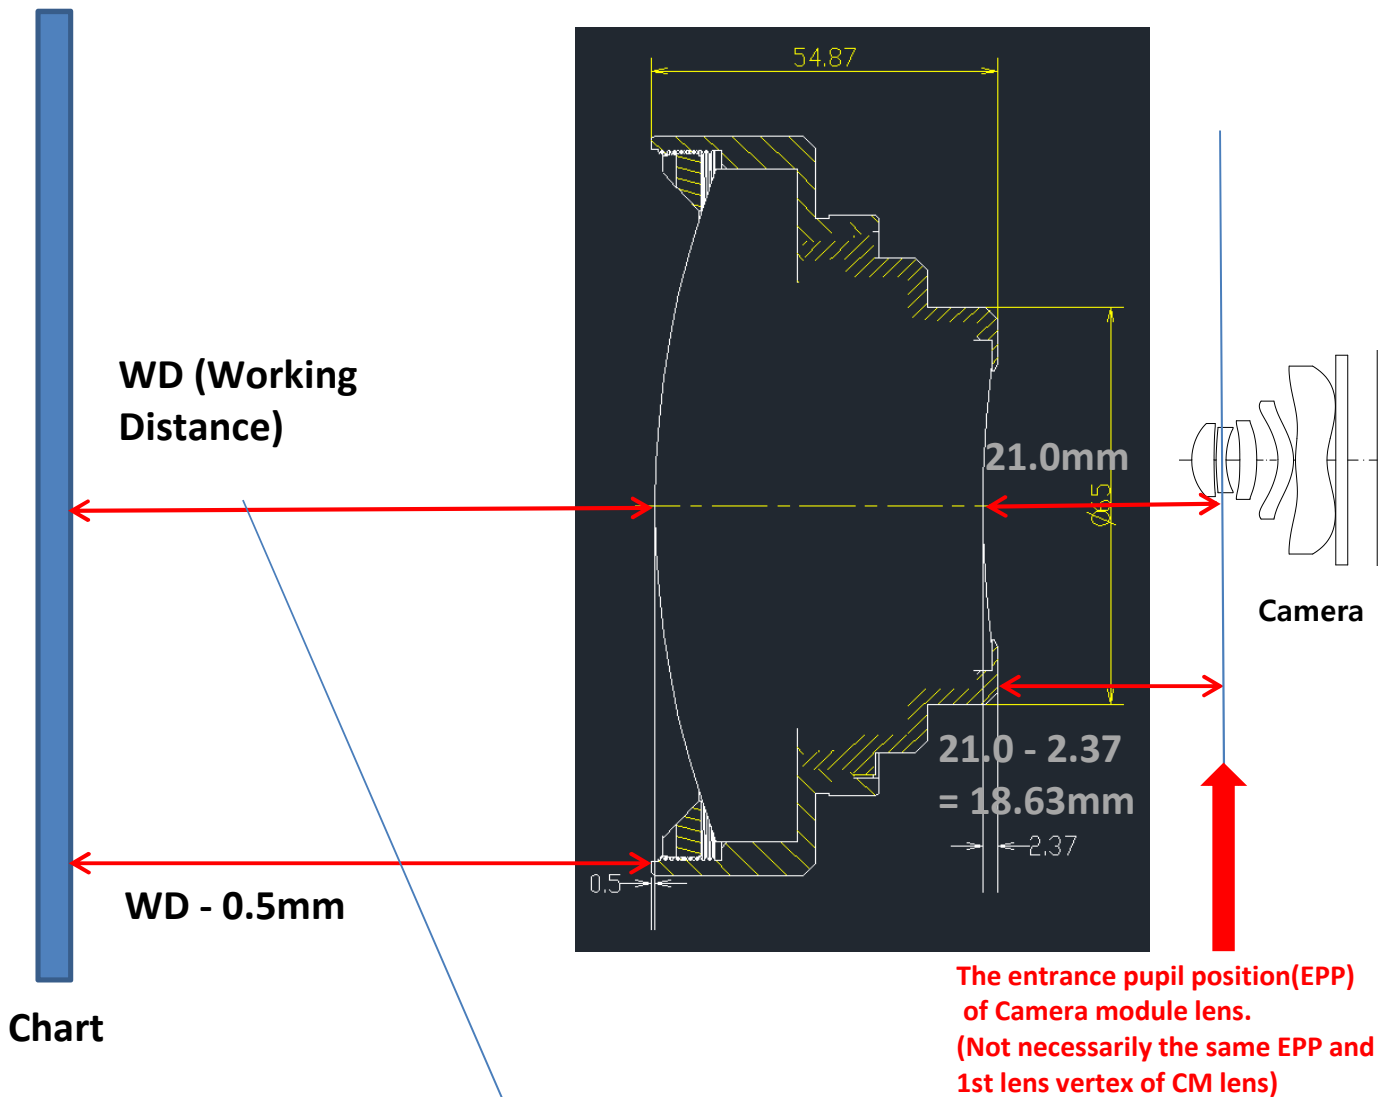 54.87
WD (Working
Distance)
21.0mm
Ø65
Camera
21.0 - 2.37
= 18.63mm
2.37
0.5
WD - 0.5mm
The entrance pupil position(EPP)
of Camera module lens.
(Not necessarily the same EPP and
1st lens vertex of CM lens)
Chart